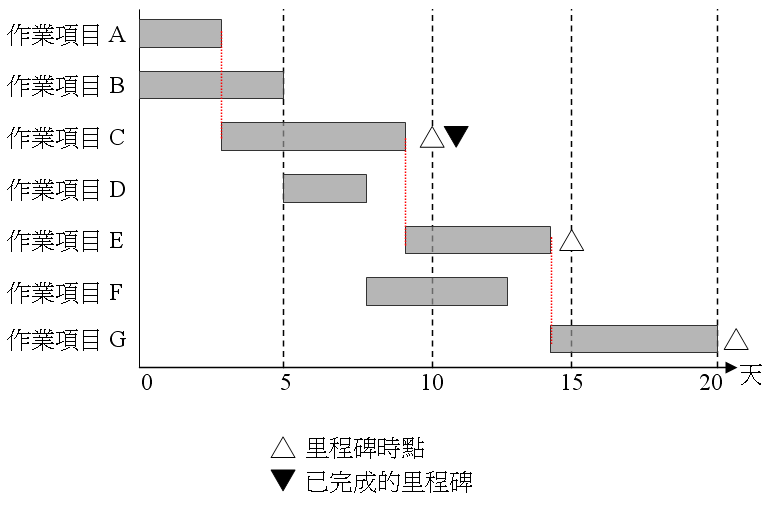 作業項目 A
作業項目 B
作業項目 C
作業項目 D
作業項目 E
作業項目 F
作業項目 G
0 5 10 15 20 天
里程碑時點
已完成的里程碑